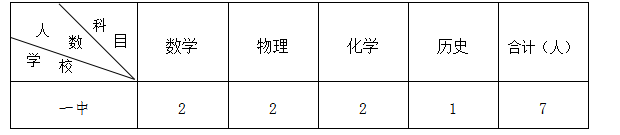 人数 科目 学校 数学 物理 化学 历史 合计（人）
一中 2 2 2 1 7